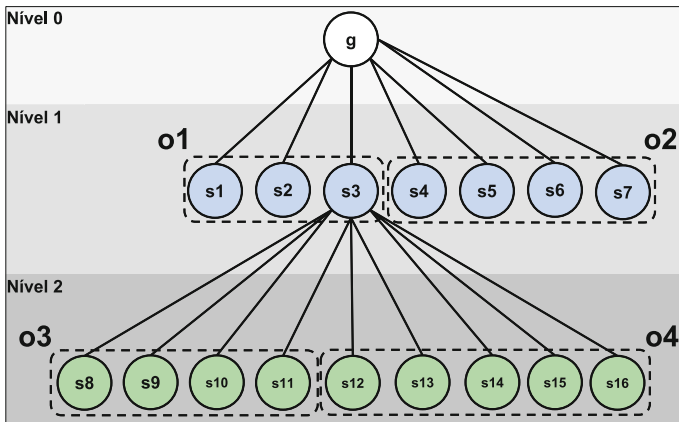 Nível 0
g
Nível 1
o1
o2
s1 s2 s3 s4 s5 s6 s7
Nível 2
o3
o4
s8 s9 s10 s11 s12 s13 s14 s15 s16